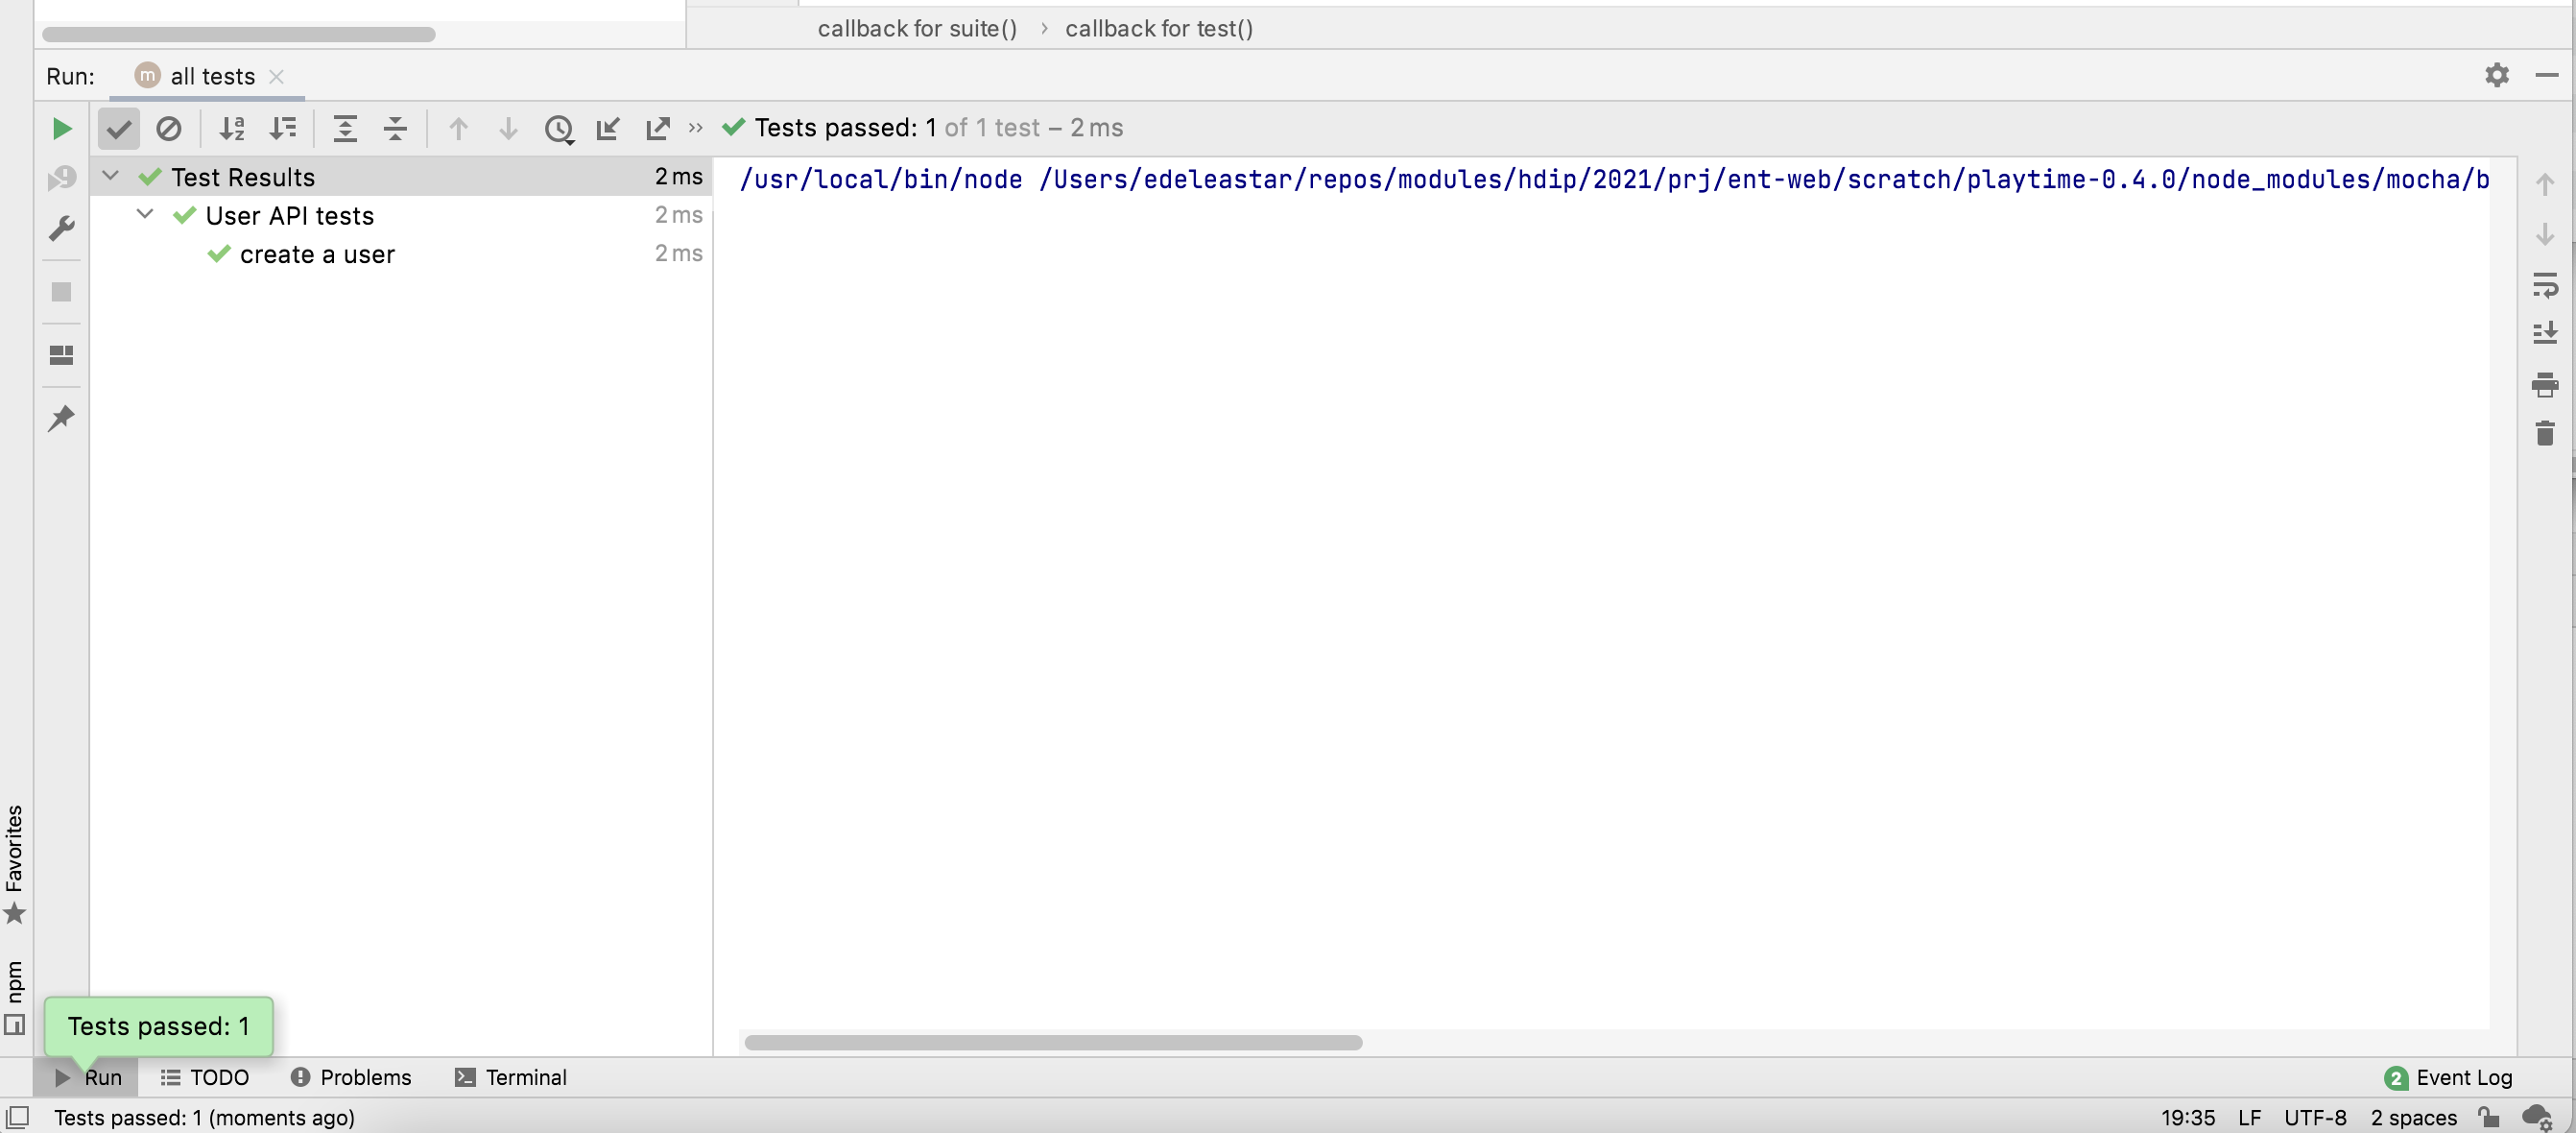 callback for suite() › callback for test()
Run: m all tests
Tests passed: 1 of 1 test – 2 ms
Test Results 2 ms
User API tests 2 ms
create a user 2 ms
/usr/local/bin/node /Users/edeleastar/repos/modules/hdip/2021/prj/ent-web/scratch/playtime-0.4.0/node_modules/mocha/b
Favorites
npm
Tests passed: 1
Run TODO Problems Terminal 2 Event Log
Tests passed: 1 (moments ago) 19:35 LF UTF-8 2 spaces